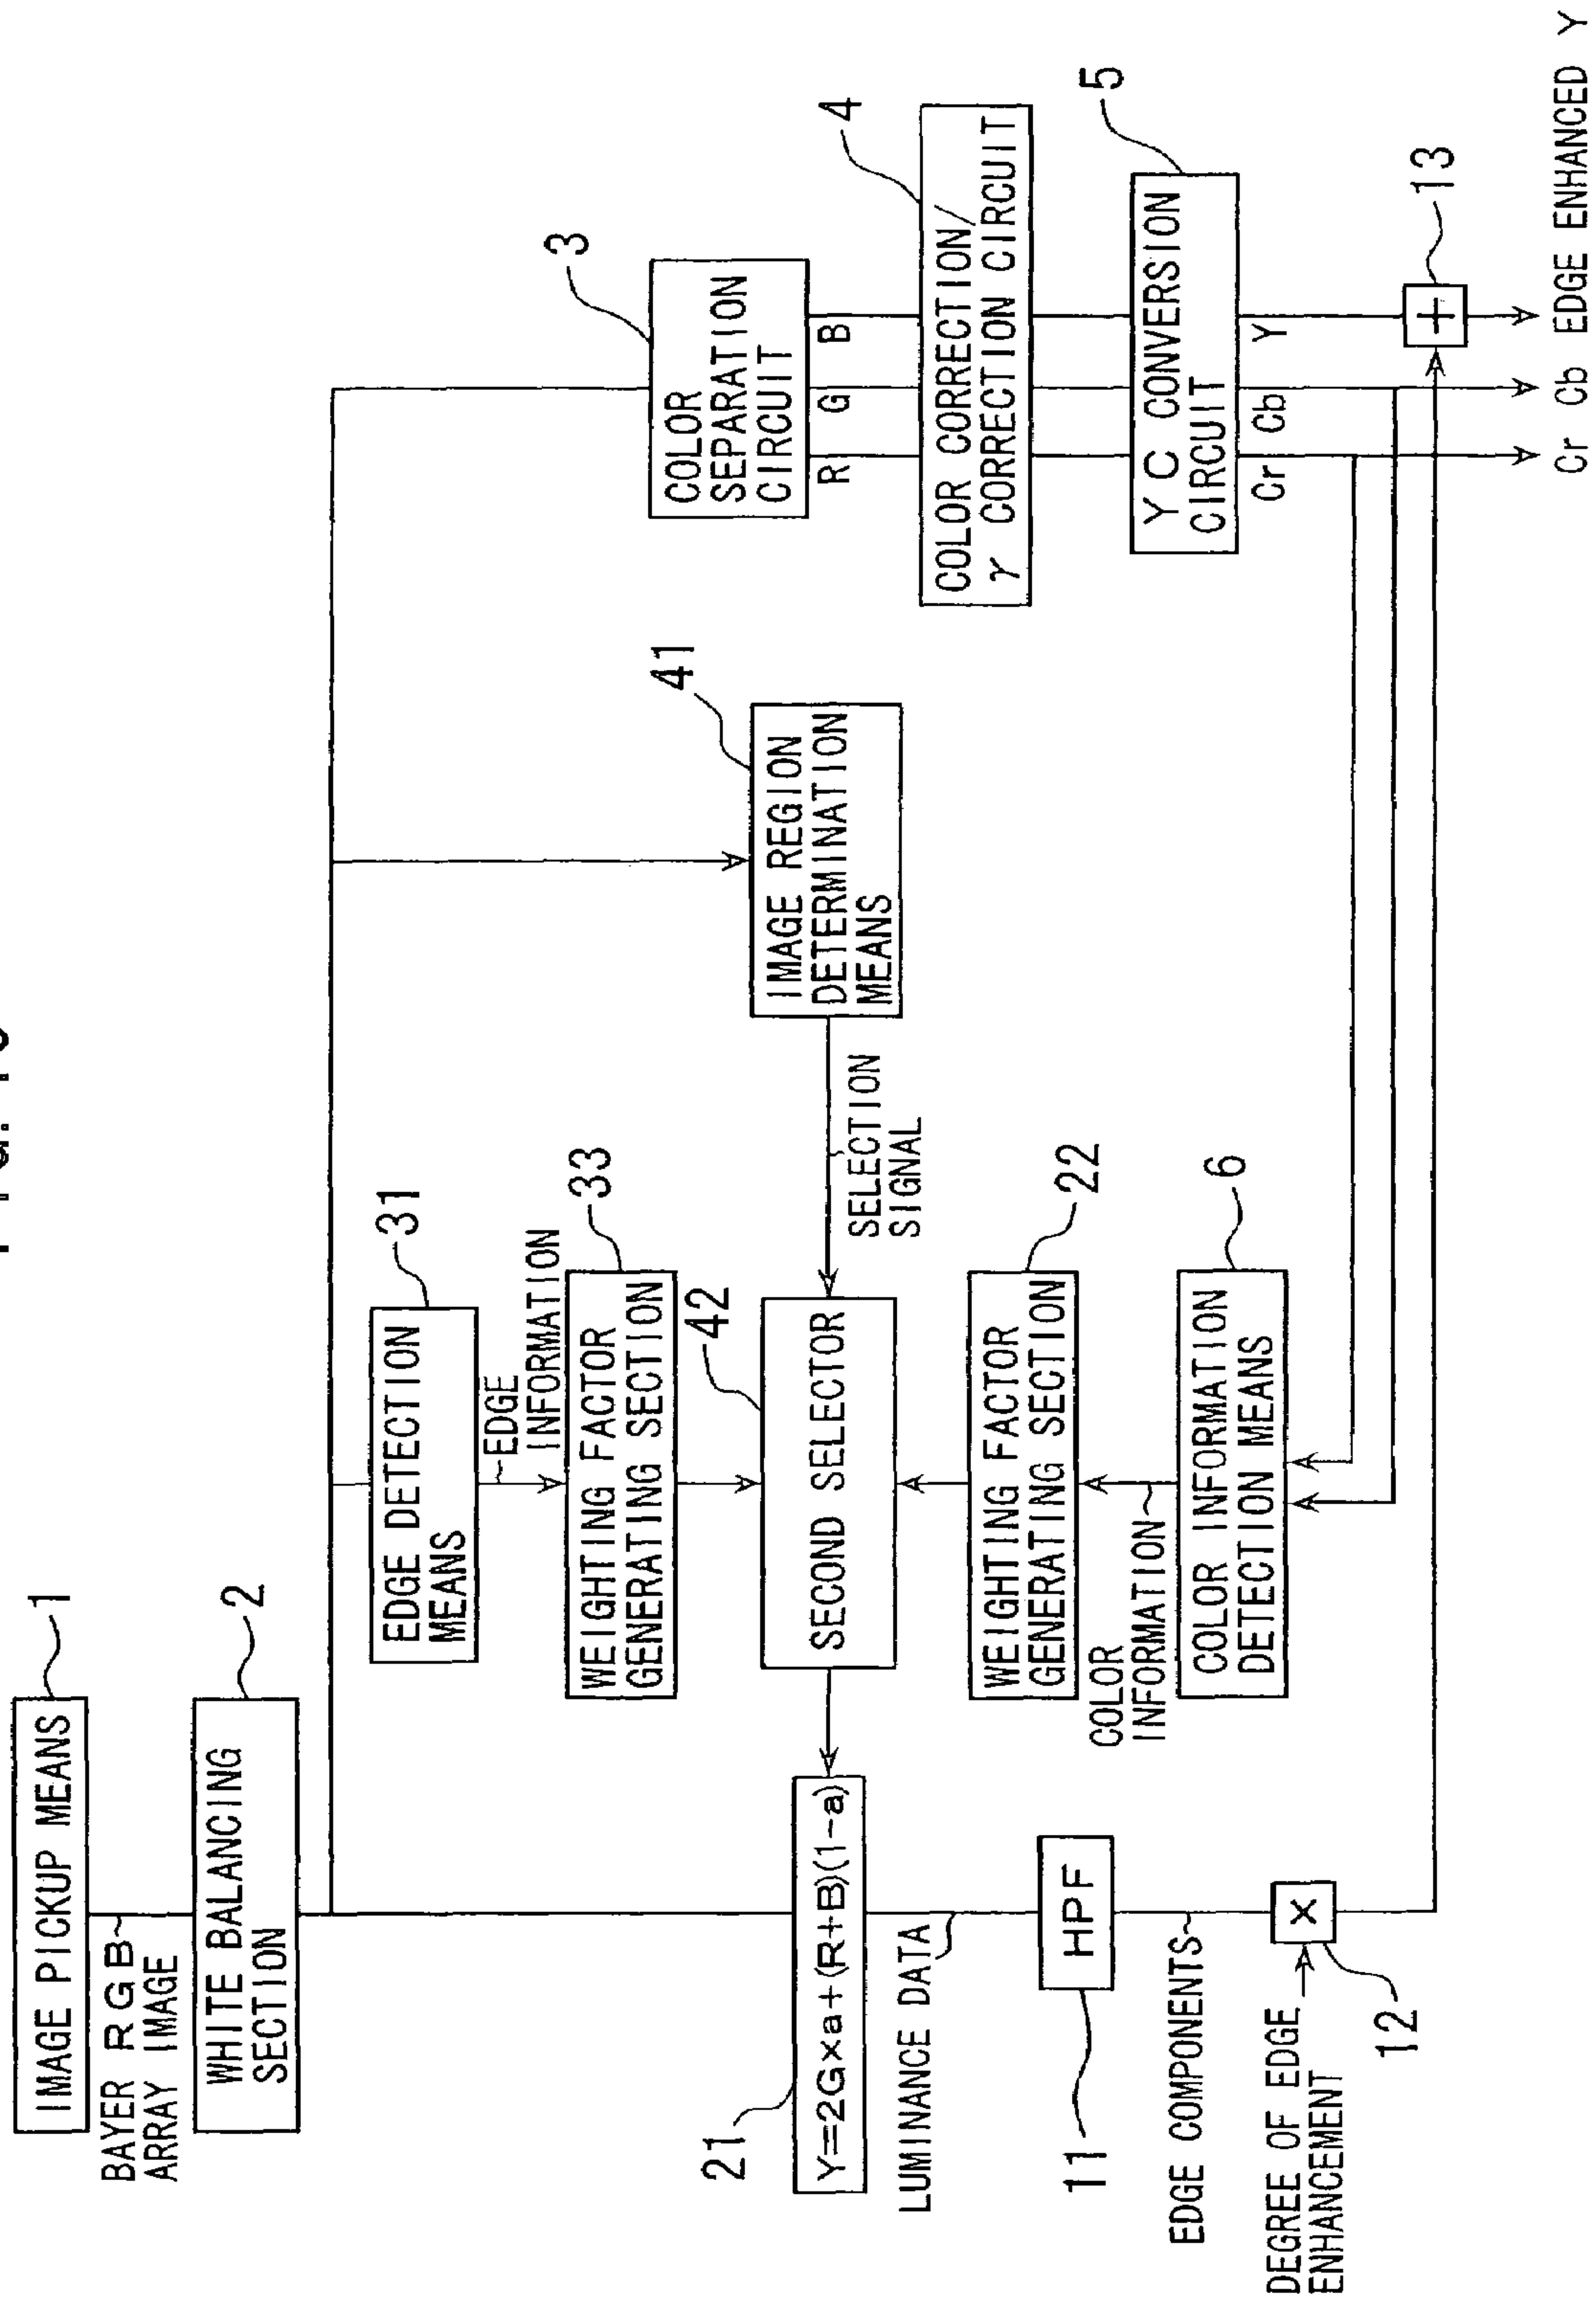 IMAGE PICKUP MEANS
1
BAYER RGB
ARRAY IMAGE
WHITE BALANCING
SECTION
2
EDGE DETECTION
MEANS
31
EDGE
INFORMATION
WEIGHTING FACTOR
GENERATING SECTION
33
SECOND SELECTOR
42
SELECTION
SIGNAL
IMAGE REGION
DETERMINATION
MEANS
41
COLOR
SEPARATION
CIRCUIT
3
R
G
B
COLOR CORRECTION/
γ CORRECTION CIRCUIT
4
YC CONVERSION
CIRCUIT
5
Cr
Cb
Y
Y=2G×a+(R+B)(1-a)
21
LUMINANCE DATA
HPF
11
EDGE COMPONENTS
×
12
DEGREE OF EDGE
ENHANCEMENT
WEIGHTING FACTOR
GENERATING SECTION
22
COLOR
INFORMATION
COLOR INFORMATION
DETECTION MEANS
6
+
13
Cr
Cb
EDGE ENHANCED Y